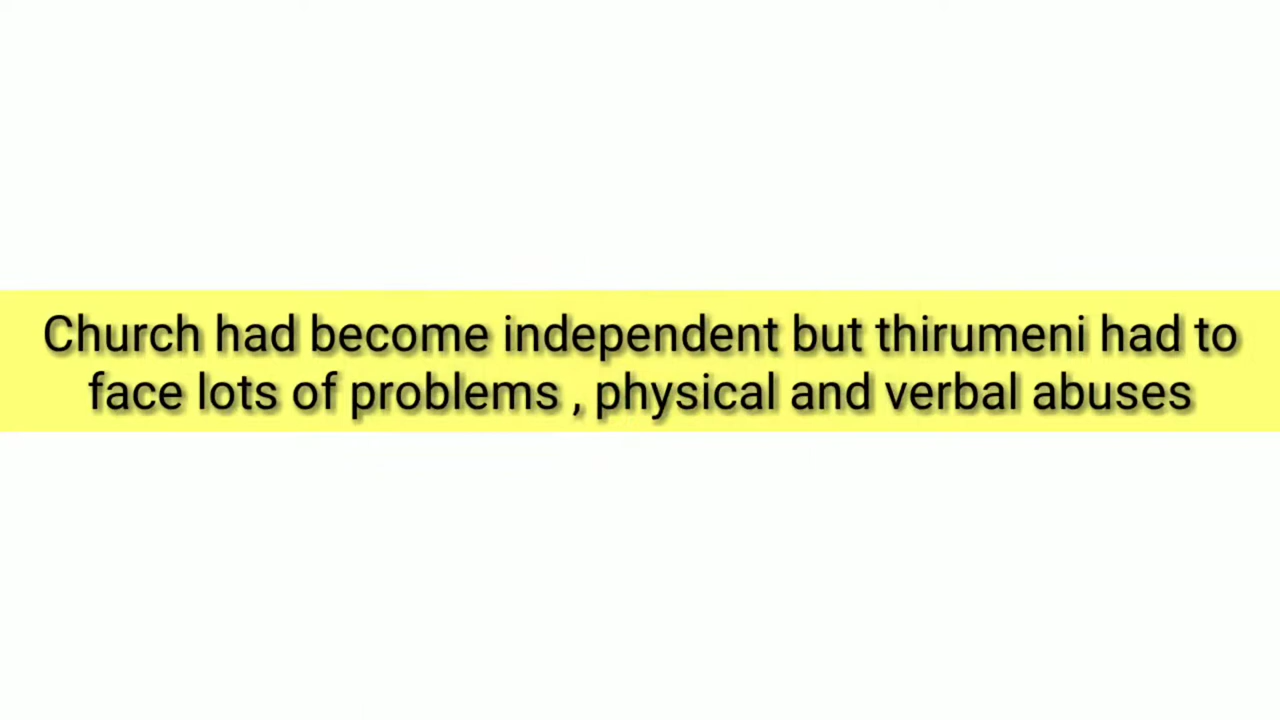 Church had become independent but thirumeni had to
face lots of problems , physical and verbal abuses